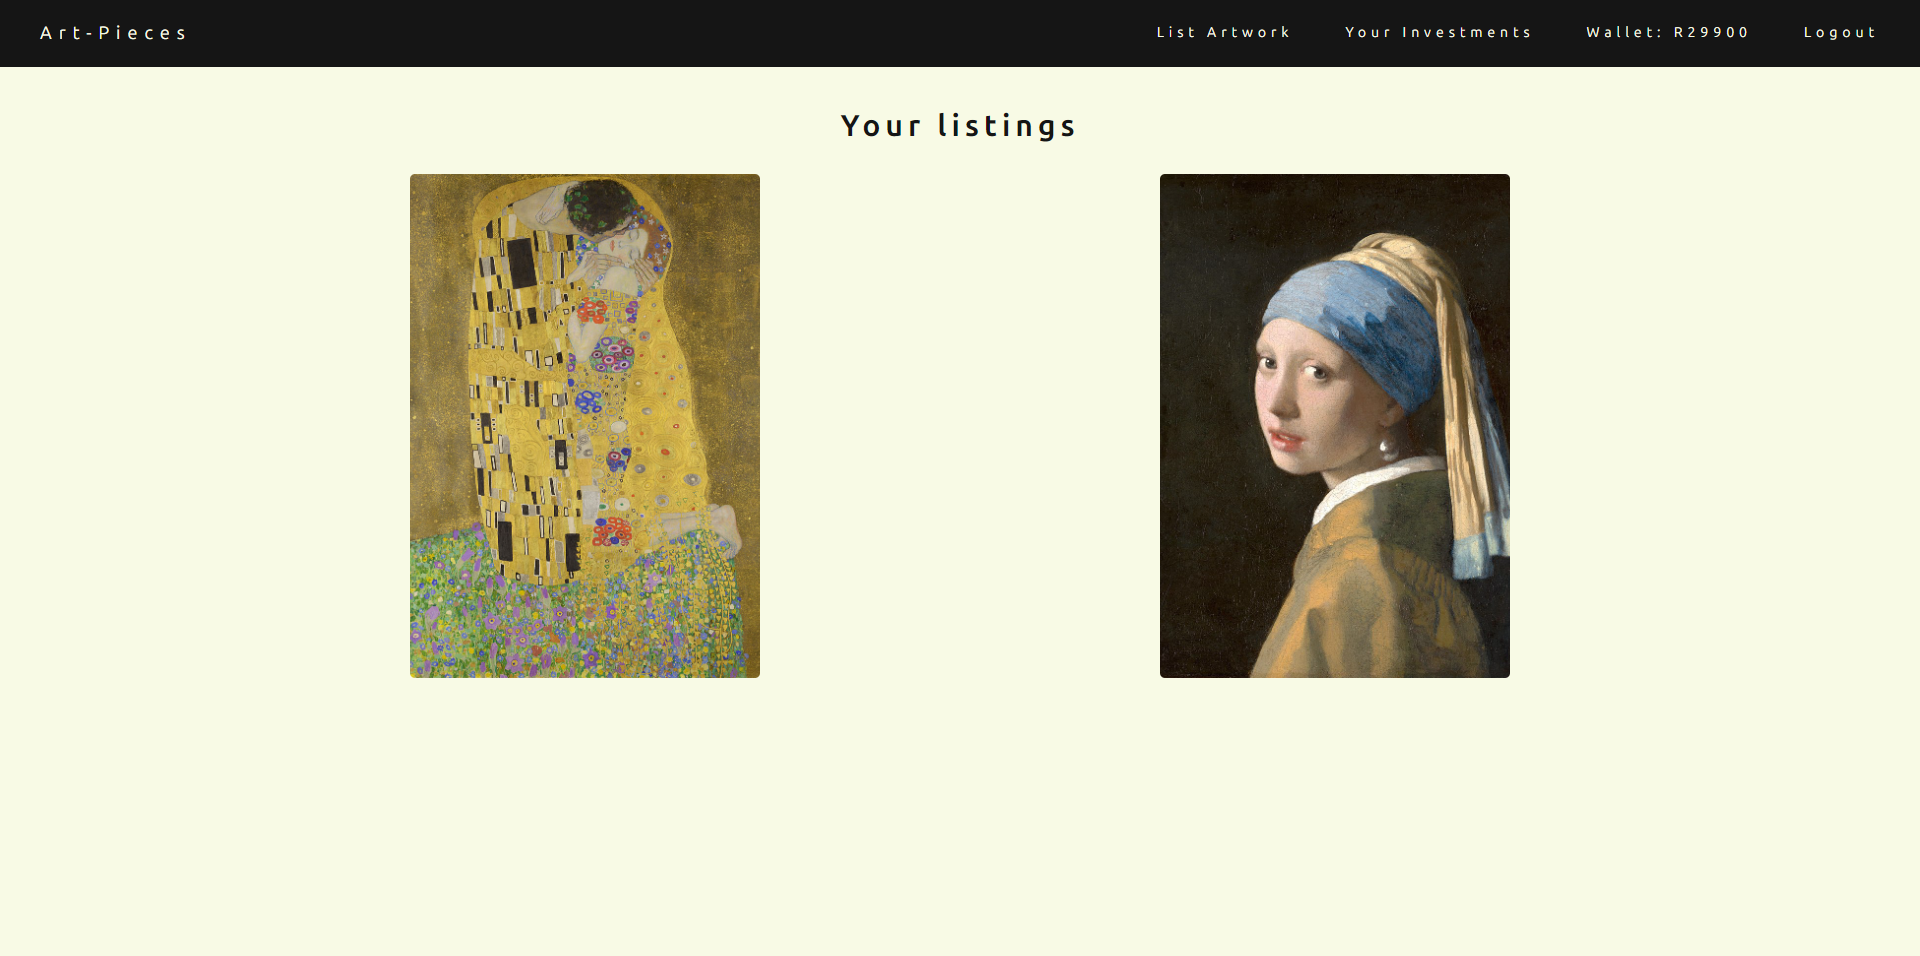 Art-Pieces
List Artwork
Your Investments
Wallet: R29900
Logout
Your listings